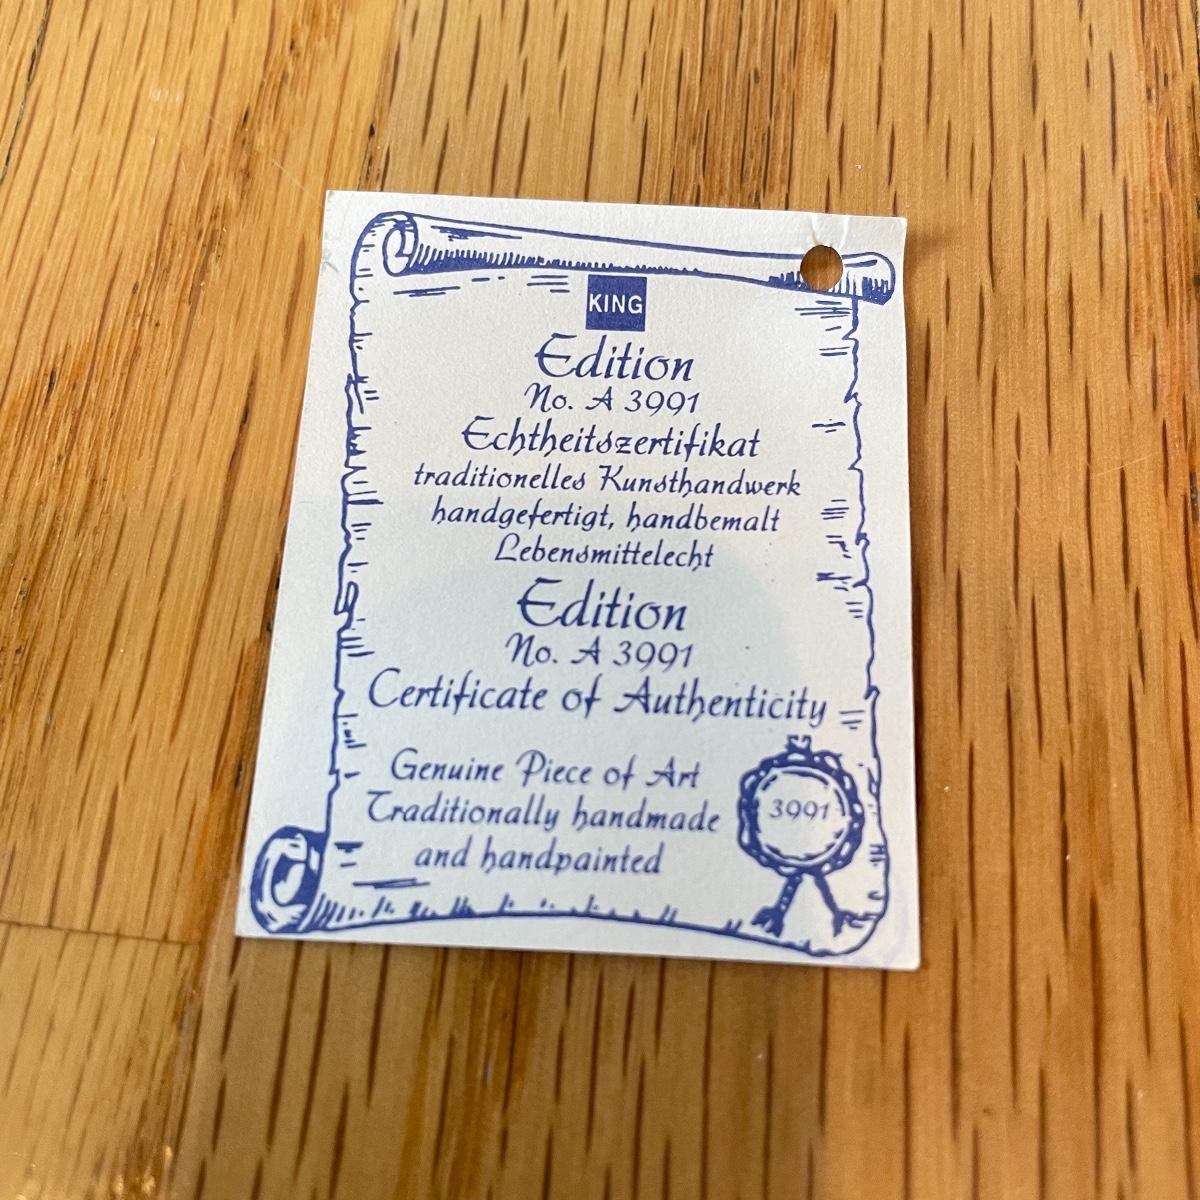 KING
Edition
No. A 3991
Echtheitszertifikat
traditionelles Kunsthandwerk
handgefertigt, handbemalt
Lebensmittelecht
Edition
No. A 3991
Certificate of Authenticity
Genuine Piece of Art
Traditionally handmade
and handpainted
3991